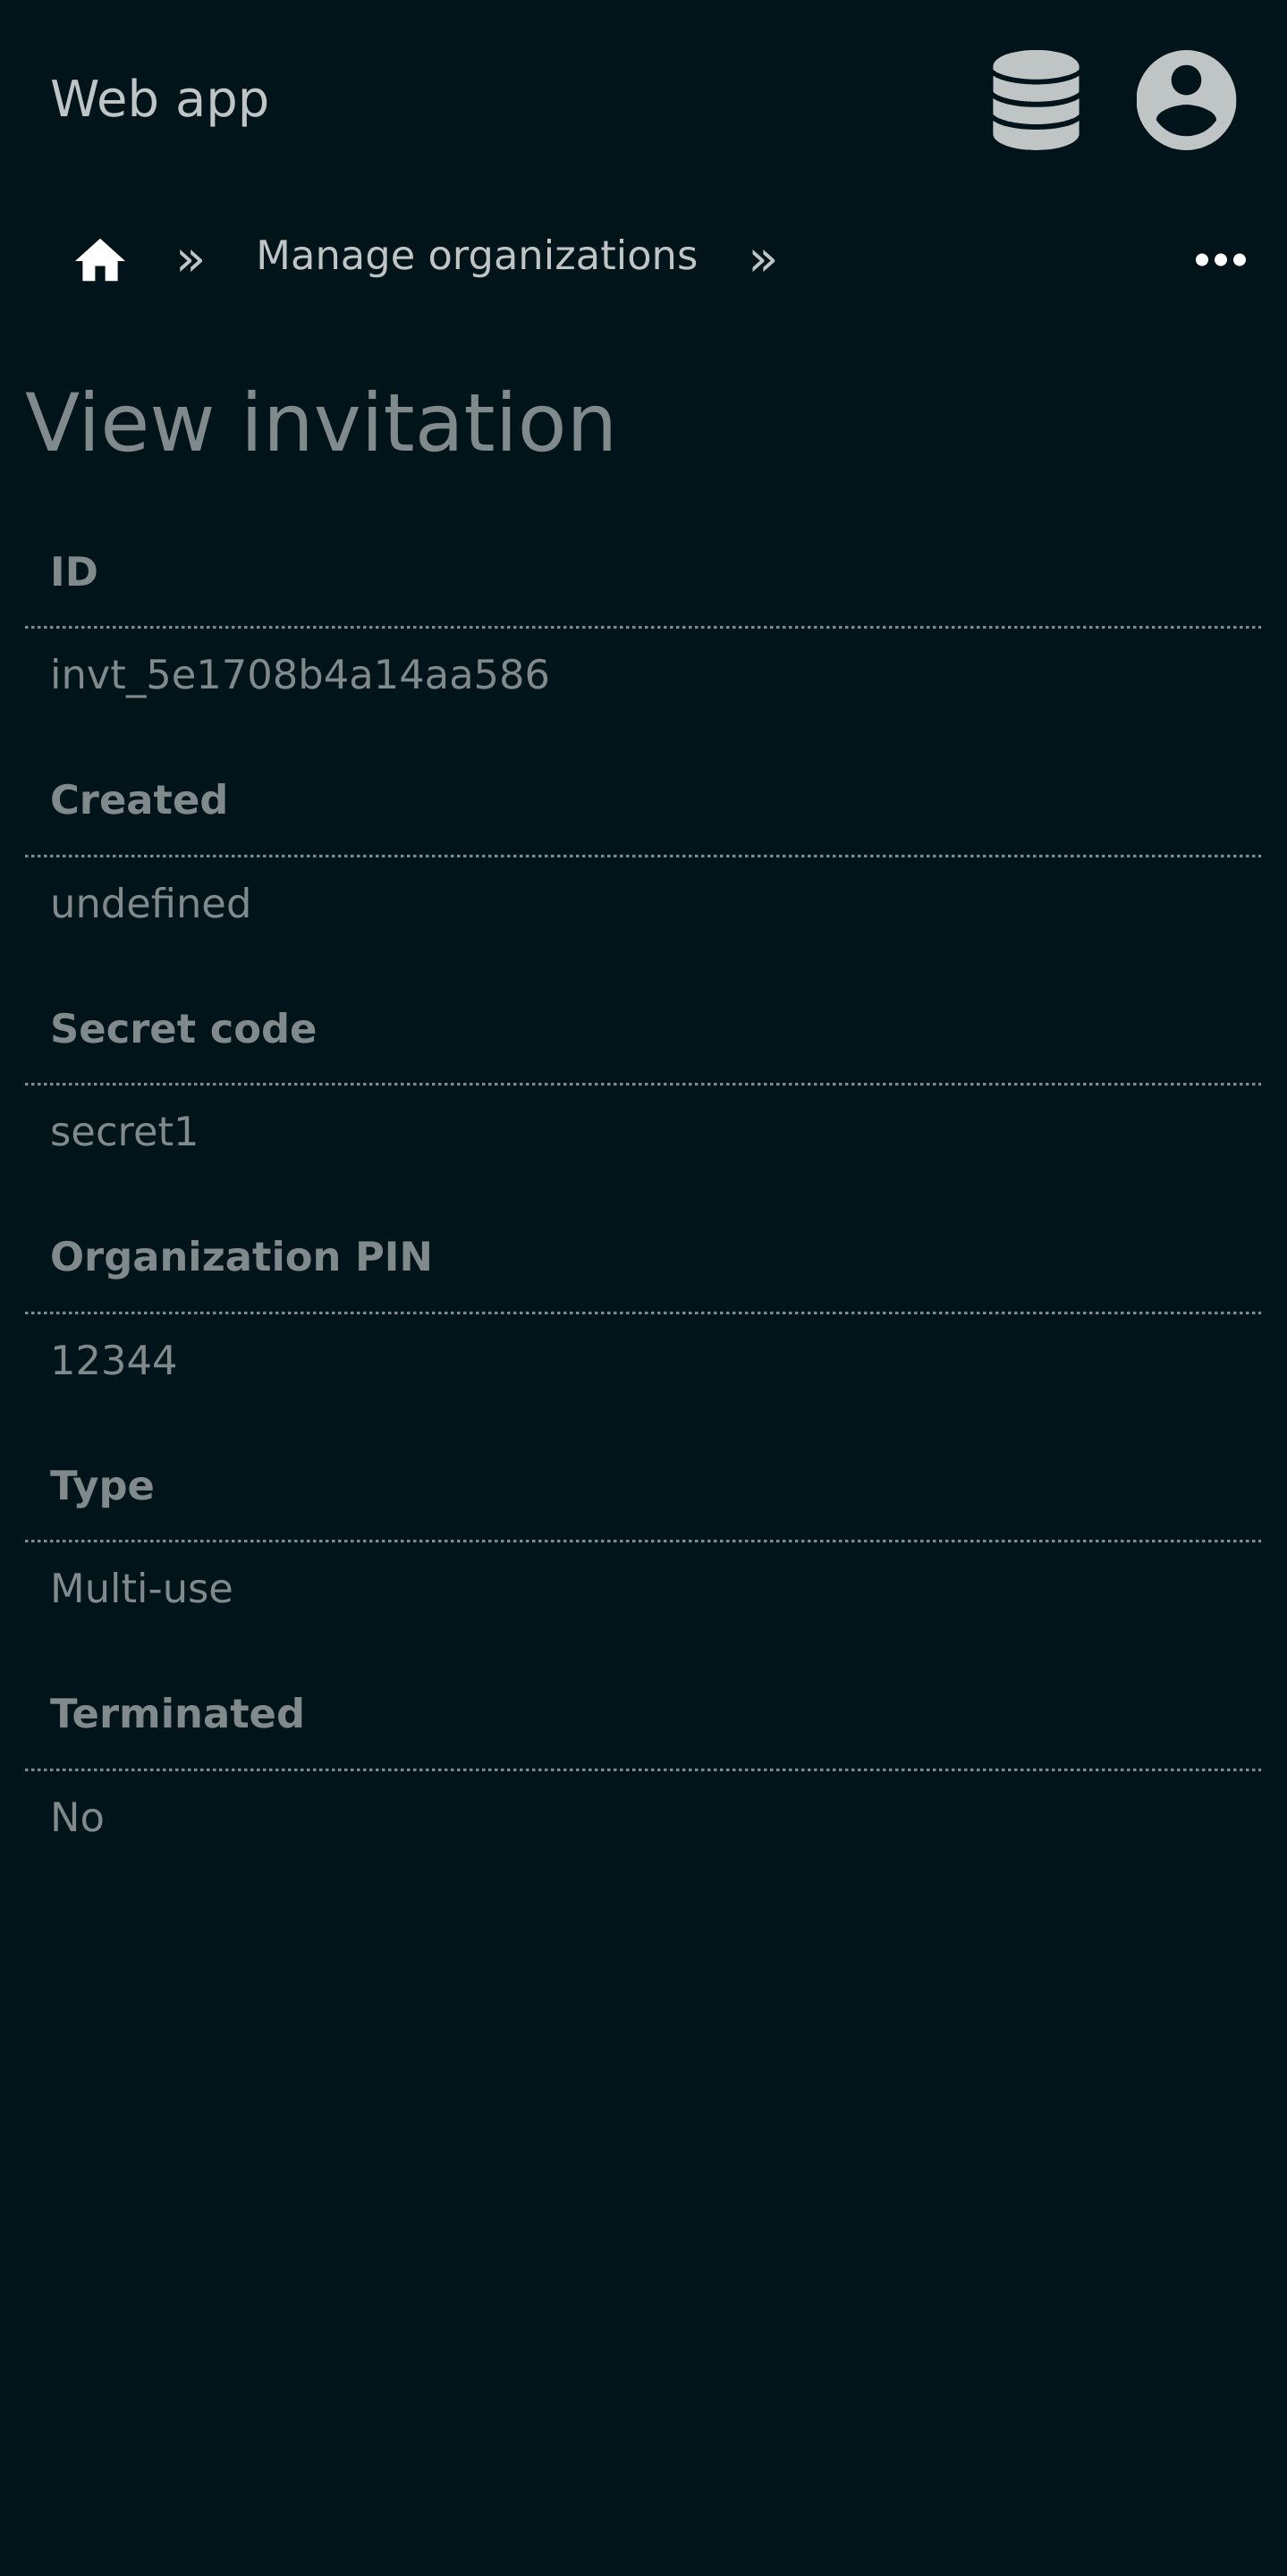 Web app
» Manage organizations » •••
View invitation
ID
invt_5e1708b4a14aa586
Created
undefined
Secret code
secret1
Organization PIN
12344
Type
Multi-use
Terminated
No